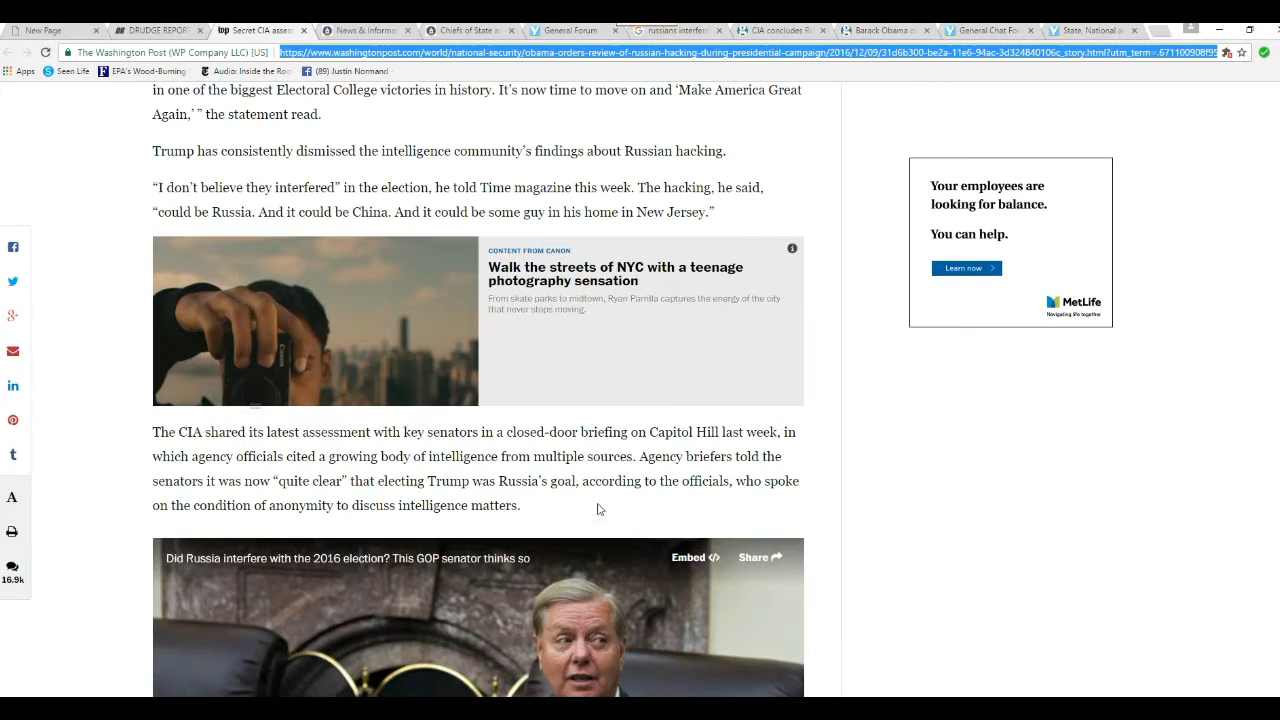 New Page
DRUDGE REPORT
Secret CIA assess
News & Informat
Chiefs of State a
General Forum
russians interfere
CIA concludes R
Barack Obama o
General Chat For
State, National a
The Washington Post (WP Company LLC) [US]
https://www.washingtonpost.com/world/national-security/obama-orders-review-of-russian-hacking-during-presidential-campaign/2016/12/09/31d6b300-be2a-11e6-94ac-3d324840106c_story.html?utm_term=.671100908f95
Apps
Seen Life
EPA's Wood-Burning
Audio: Inside the Roo
(89) Justin Normand
in one of the biggest Electoral College victories in history. It’s now time to move on and ‘Make America Great
Again,’ ” the statement read.
Trump has consistently dismissed the intelligence community’s findings about Russian hacking.
“I don’t believe they interfered” in the election, he told Time magazine this week. The hacking, he said,
“could be Russia. And it could be China. And it could be some guy in his home in New Jersey.”
CONTENT FROM CANON
Walk the streets of NYC with a teenage
photography sensation
From skate parks to midtown, Ryan Parrilla captures the energy of the city
that never stops moving.
Canon
The CIA shared its latest assessment with key senators in a closed-door briefing on Capitol Hill last week, in
which agency officials cited a growing body of intelligence from multiple sources. Agency briefers told the
senators it was now “quite clear” that electing Trump was Russia’s goal, according to the officials, who spoke
on the condition of anonymity to discuss intelligence matters.
Did Russia interfere with the 2016 election? This GOP senator thinks so
Embed
Share
A
16.9k
Your employees are
looking for balance.
You can help.
Learn now
MetLife
Navigating life together